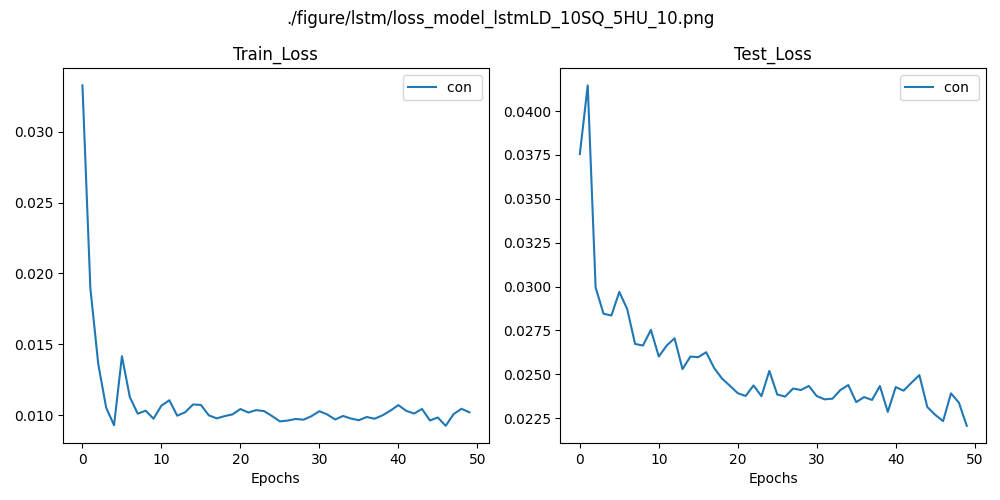 ./figure/lstm/loss_model_lstmLD_10SQ_5HU_10.png
Train_Loss
Test_Loss
con
0.030
0.025
0.020
0.015
0.010
0 10 20 30 40 50
Epochs
con
0.0400
0.0375
0.0350
0.0325
0.0300
0.0275
0.0250
0.0225
0 10 20 30 40 50
Epochs